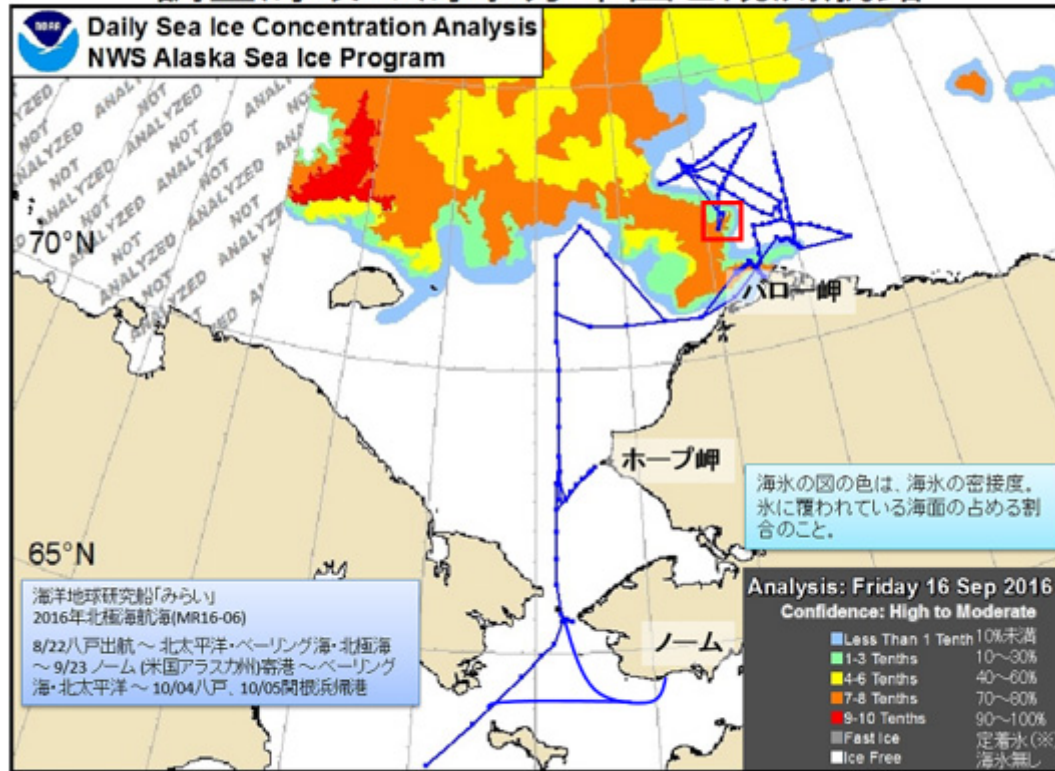 NOAA
Daily Sea Ice Concentration Analysis
NWS Alaska Sea Ice Program
NOT ANALYZED
70°N
バロー岬
ホープ岬
海氷の図の色は、海氷の密接度。
氷に覆われている海面の占める割
合のこと。
65°N
海洋地球研究船「みらい」
2016年北極海航海(MR16-06)
8/22八戸出航 ~ 北太平洋・ベーリング海・北極海
~ 9/23 ノーム (米国アラスカ州)寄港 ~ ベーリング
海・北太平洋 ~ 10/04八戸、10/05関根浜帰港
ノーム
Analysis: Friday 16 Sep 2016
Confidence: High to Moderate
Less Than 1 Tenth 10%未満
1-3 Tenths 10~30%
4-6 Tenths 40~60%
7-8 Tenths 70~80%
9-10 Tenths 90~100%
Fast Ice 定着氷(※)
Ice Free 海氷無し